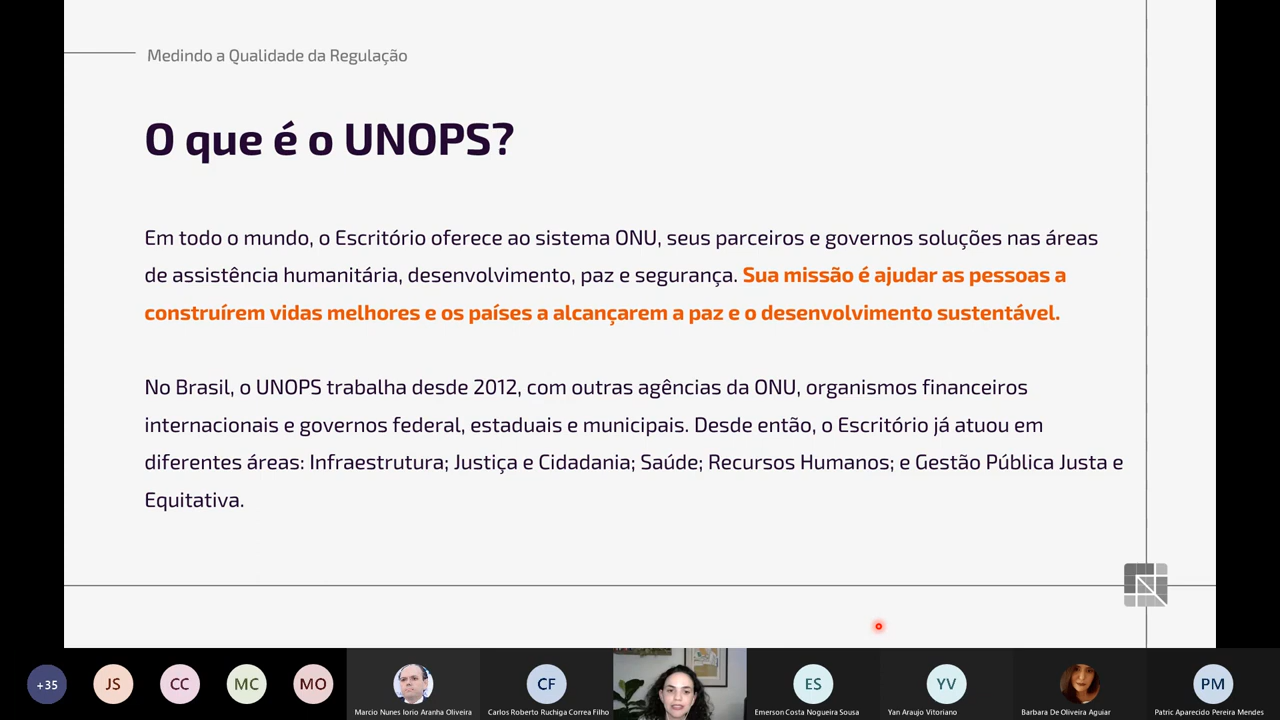 Medindo a Qualidade da Regulação
O que é o UNOPS?
Em todo o mundo, o Escritório oferece ao sistema ONU, seus parceiros e governos soluções nas áreas
de assistência humanitária, desenvolvimento, paz e segurança. Sua missão é ajudar as pessoas a
construírem vidas melhores e os países a alcançarem a paz e o desenvolvimento sustentável.
No Brasil, o UNOPS trabalha desde 2012, com outras agências da ONU, organismos financeiros
internacionais e governos federal, estaduais e municipais. Desde então, o Escritório já atuou em
diferentes áreas: Infraestrutura; Justiça e Cidadania; Saúde; Recursos Humanos; e Gestão Pública Justa e
Equitativa.
+35 JS CC MC MO CF ES YV PM
Marcio Nunes Iorio Aranha Oliveira Carlos Roberto Ruchiga Correa Filho Emerson Costa Nogueira Sousa Yan Araujo Vitoriano Barbara De Oliveira Aguiar Patric Aparecido Pereira Mendes